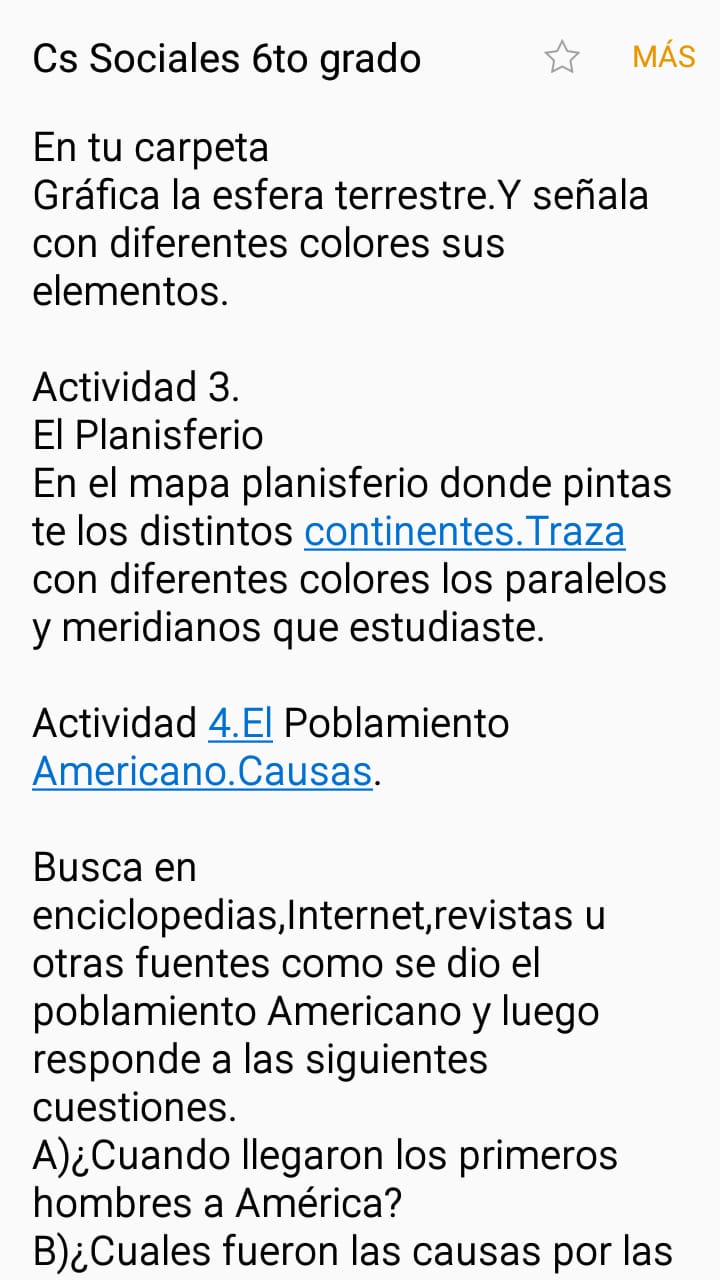 Cs Sociales 6to grado
MÁS
En tu carpeta
Gráfica la esfera terrestre.Y señala
con diferentes colores sus
elementos.
Actividad 3.
El Planisferio
En el mapa planisferio donde pintas
te los distintos continentes.Traza
con diferentes colores los paralelos
y meridianos que estudiaste.
Actividad 4.El Poblamiento
Americano.Causas.
Busca en
enciclopedias,Internet,revistas u
otras fuentes como se dio el
poblamiento Americano y luego
responde a las siguientes
cuestiones.
A)¿Cuando llegaron los primeros
hombres a América?
B)¿Cuales fueron las causas por las